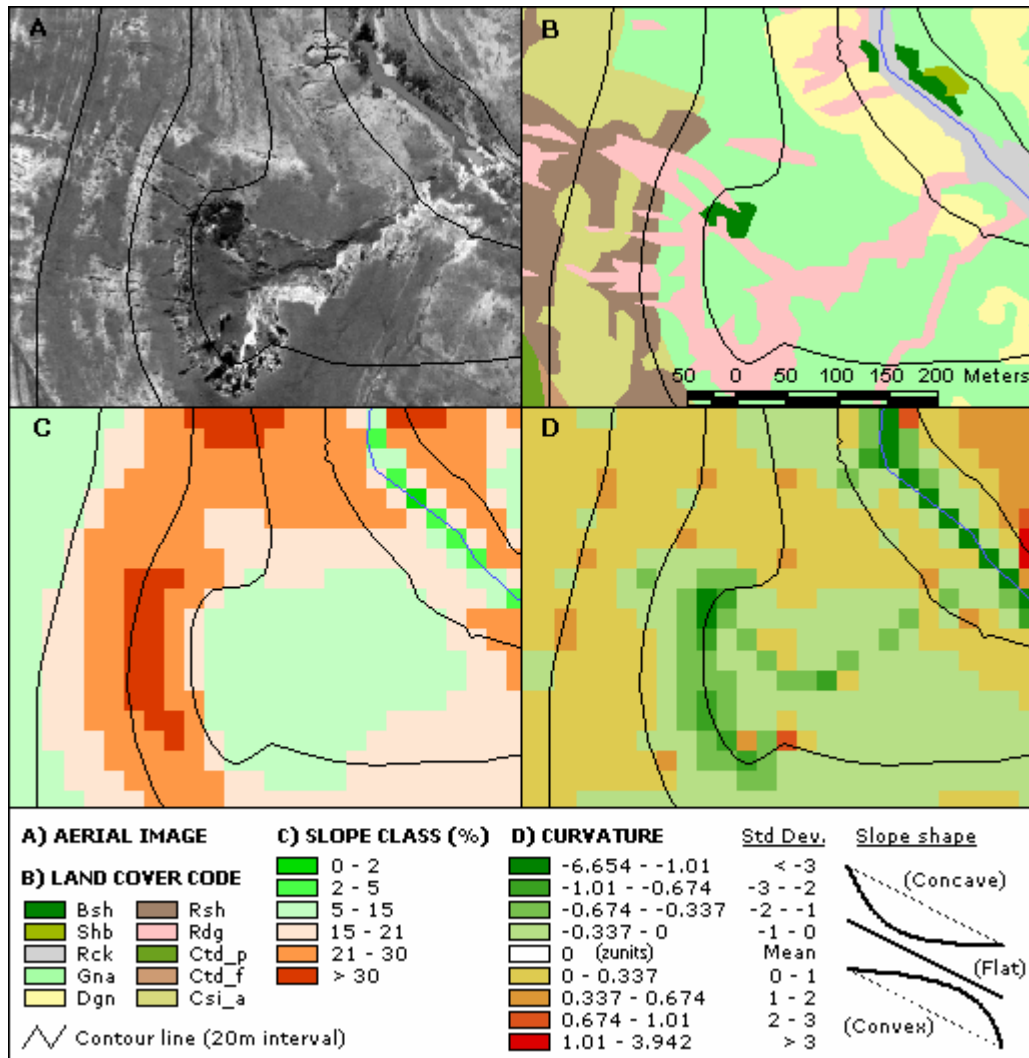 A
B
50 0 50 100 150 200 Meters
C
D
A) AERIAL IMAGE
B) LAND COVER CODE
Bsh Rsh
Shb Rdg
Rck Ctd_p
Gna Ctd_f
Dgn Csi_a
Contour line (20m interval)
C) SLOPE CLASS (%)
0 - 2
2 - 5
5 - 15
15 - 21
21 - 30
> 30
D) CURVATURE Std Dev.
-6.654 - -1.01 < -3
-1.01 - -0.674 -3 - -2
-0.674 - -0.337 -2 - -1
-0.337 - 0 -1 - 0
0 (zunits) Mean
0 - 0.337 0 - 1
0.337 - 0.674 1 - 2
0.674 - 1.01 2 - 3
1.01 - 3.942 > 3
Slope shape
(Concave)
(Flat)
(Convex)